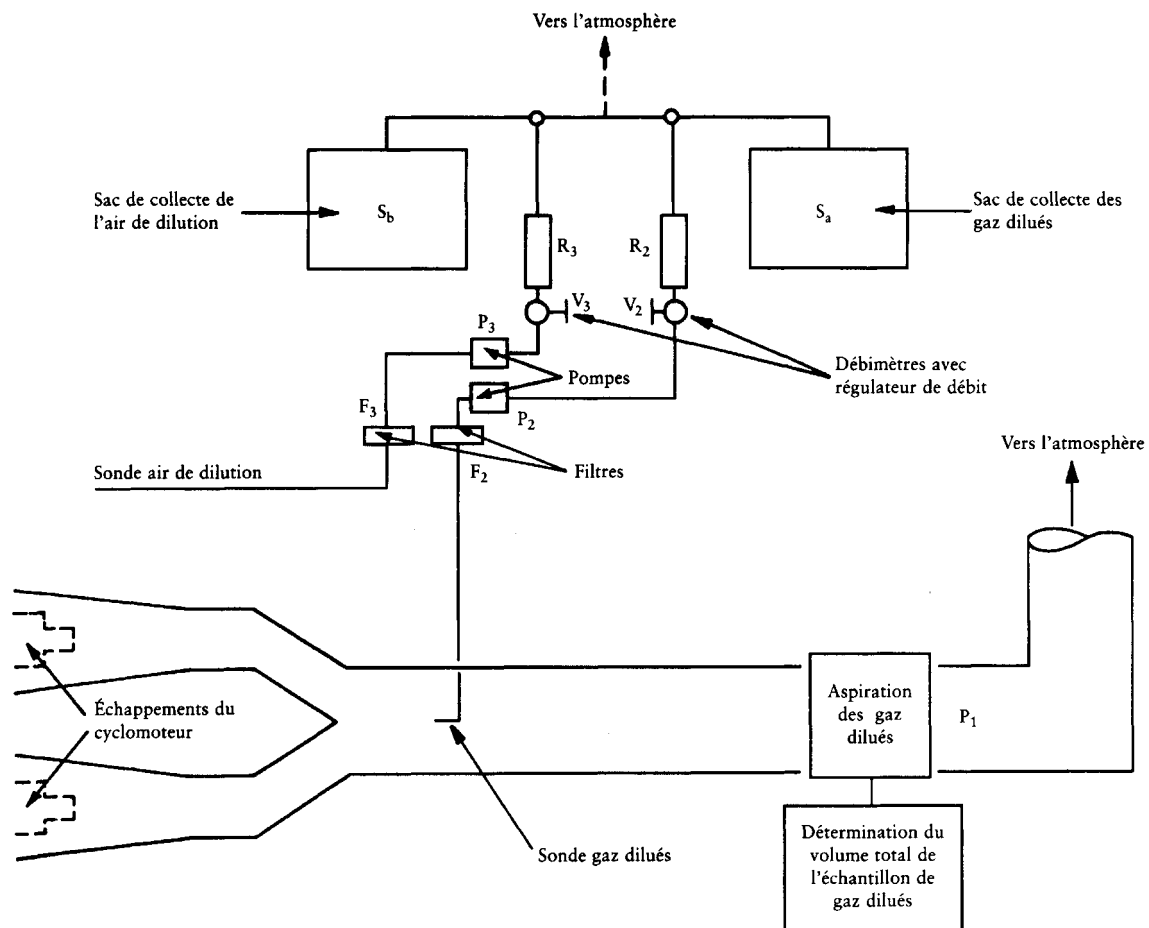 Vers l'atmosphère
Sac de collecte de
l'air de dilution
S_b
S_a
Sac de collecte des
gaz dilués
R_3
R_2
V_3
V_2
P_3
Pompes
Débimètres avec
régulateur de débit
P_2
F_3
F_2
Filtres
Sonde air de dilution
Vers l'atmosphère
Échappements du
cyclomoteur
Aspiration
des gaz
dilués
P_1
Sonde gaz dilués
Détermination du
volume total de
l'échantillon de
gaz dilués